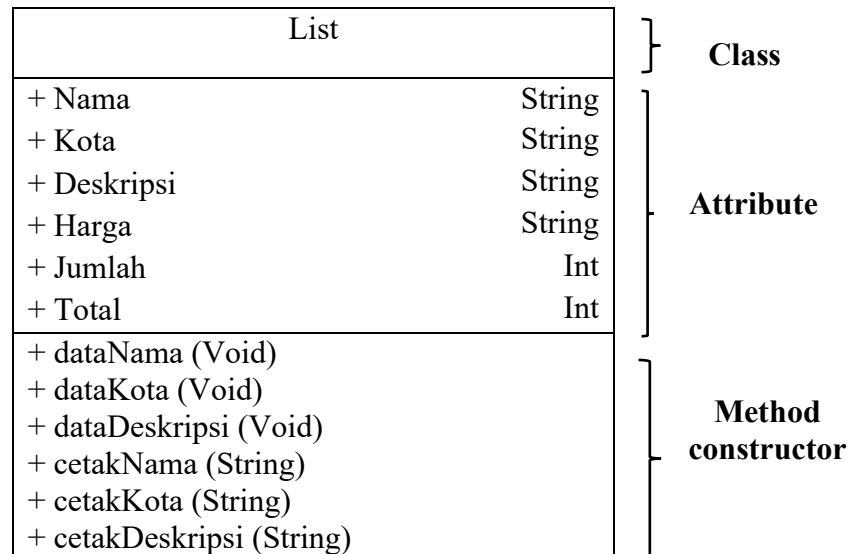 List
Class
+ Nama String
+ Kota String
+ Deskripsi String
+ Harga String
+ Jumlah Int
+ Total Int
Attribute
+ dataNama (Void)
+ dataKota (Void)
+ dataDeskripsi (Void)
+ cetakNama (String)
+ cetakKota (String)
+ cetakDeskripsi (String)
Method
constructor